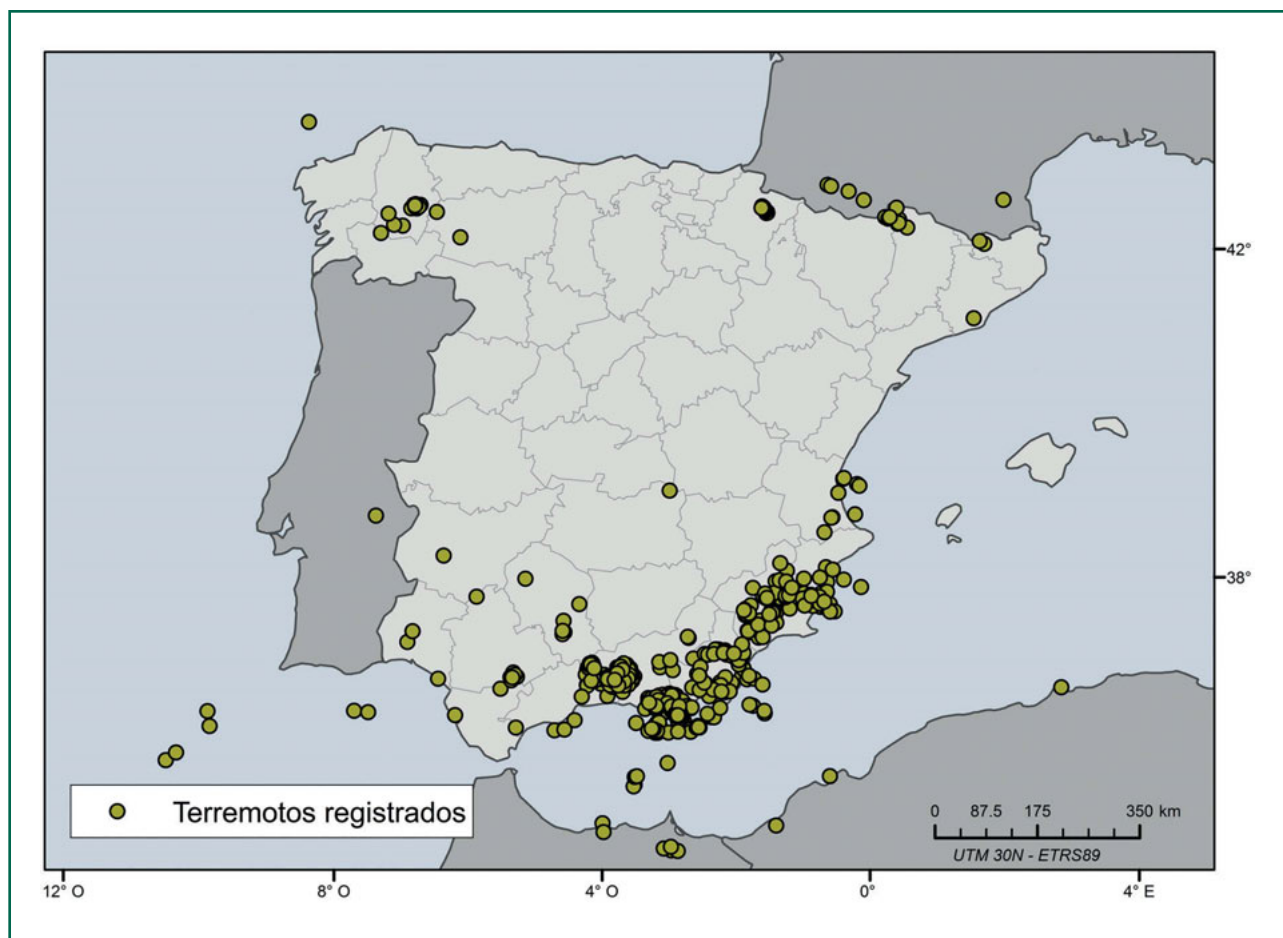 42°
38°
Terremotos registrados
0 87.5 175 350 km
UTM 30N - ETRS89
12° O 8° O 4° O 0° 4° E